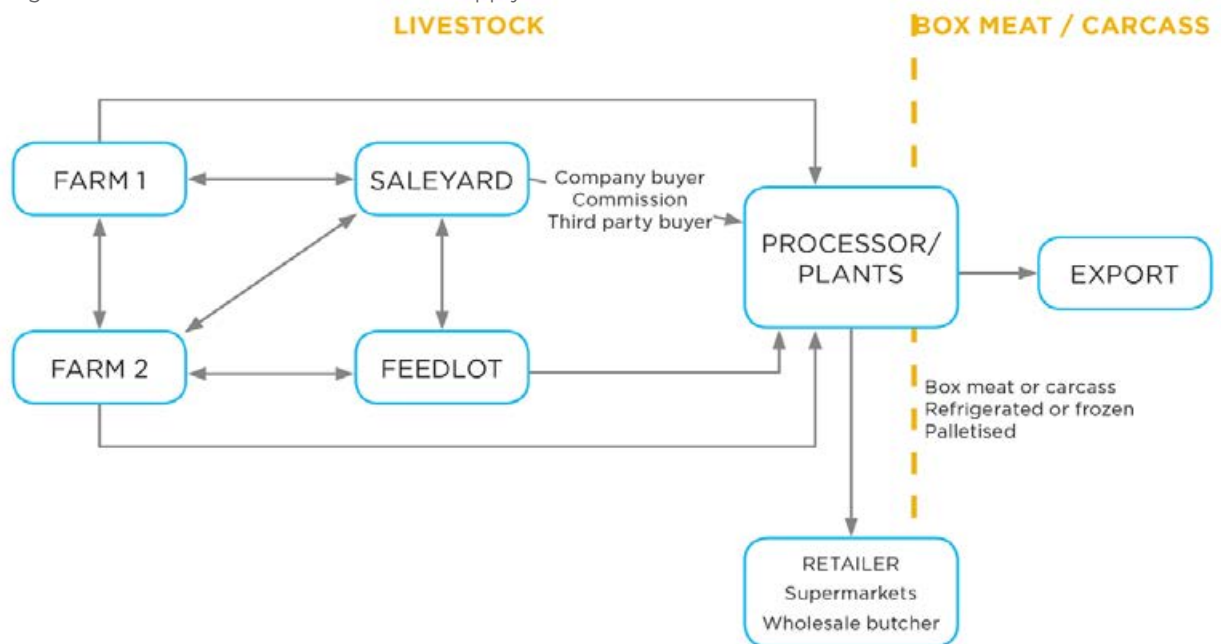 LIVESTOCK
BOX MEAT / CARCASS
FARM 1
SALEYARD
Company buyer
Commission
Third party buyer
PROCESSOR/
PLANTS
EXPORT
FARM 2
FEEDLOT
Box meat or carcass
Refrigerated or frozen
Palletised
RETAILER
Supermarkets
Wholesale butcher